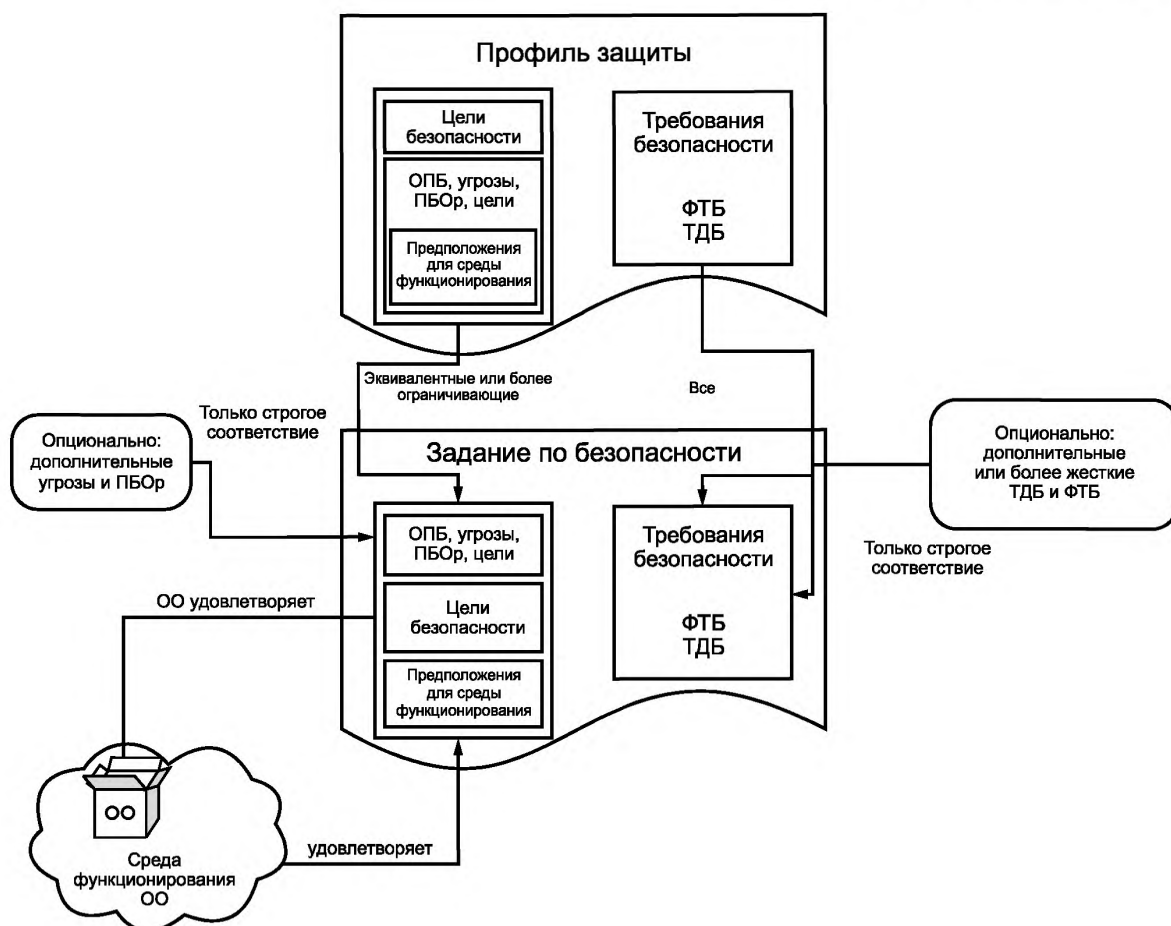 Профиль защиты
Цели
безопасности
ОПБ, угрозы,
ПБОр, цели
Предположения
для среды
функционирования
Требования
безопасности
ФТБ
ТДБ
Эквивалентные или более
ограничивающие
Все
Только строгое
соответствие
Опционально:
дополнительные
угрозы и ПБОр
Опционально:
дополнительные
или более жесткие
ТДБ и ФТБ
Задание по безопасности
ОПБ, угрозы,
ПБОр, цели
Цели
безопасности
Предположения
для среды
функционирования
Требования
безопасности
ФТБ
ТДБ
Только строгое
соответствие
ОО удовлетворяет
ОО
Среда
функционирования
ОО
удовлетворяет